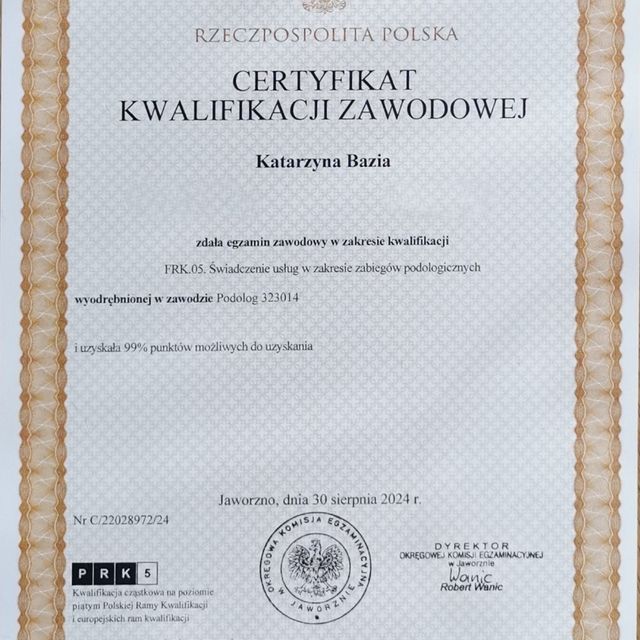 RZECZPOSPOLITA POLSKA
CERTYFIKAT
KWALIFIKACJI ZAWODOWEJ
Katarzyna Bazia
zdała egzamin zawodowy w zakresie kwalifikacji
FRK.05. Świadczenie usług w zakresie zabiegów podologicznych
wyodrębnionej w zawodzie Podolog 323014
i uzyskała 99% punktów możliwych do uzyskania
Jaworzno, dnia 30 sierpnia 2024 r.
Nr C/22028972/24
OKRĘGOWA KOMISJA EGZAMINACYJNA
W JAWORZNIE
DYREKTOR
OKRĘGOWEJ KOMISJI EGZAMINACYJNEJ
w Jaworznie
Wanic
Robert Wanic
PRK 5
Kwalifikacja cząstkowa na poziomie
piątym Polskiej Ramy Kwalifikacji
i europejskich ram kwalifikacji